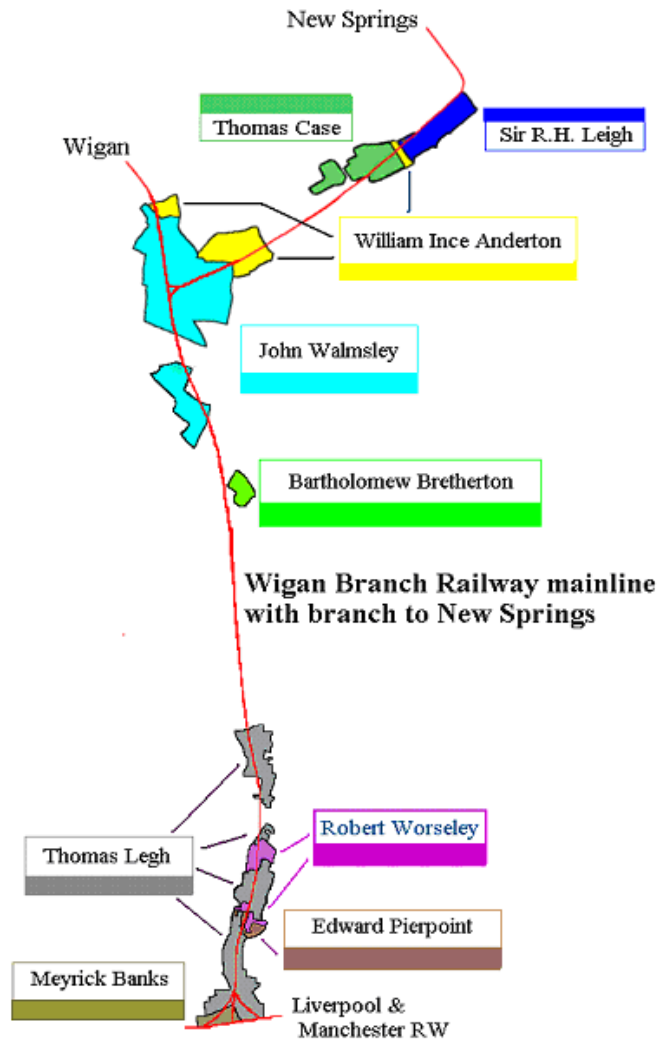 New Springs
Thomas Case
Sir R.H. Leigh
Wigan
William Ince Anderton
John Walmsley
Bartholomew Bretherton
Wigan Branch Railway mainline
with branch to New Springs
Robert Worseley
Thomas Legh
Edward Pierpoint
Meyrick Banks
Liverpool &
Manchester RW